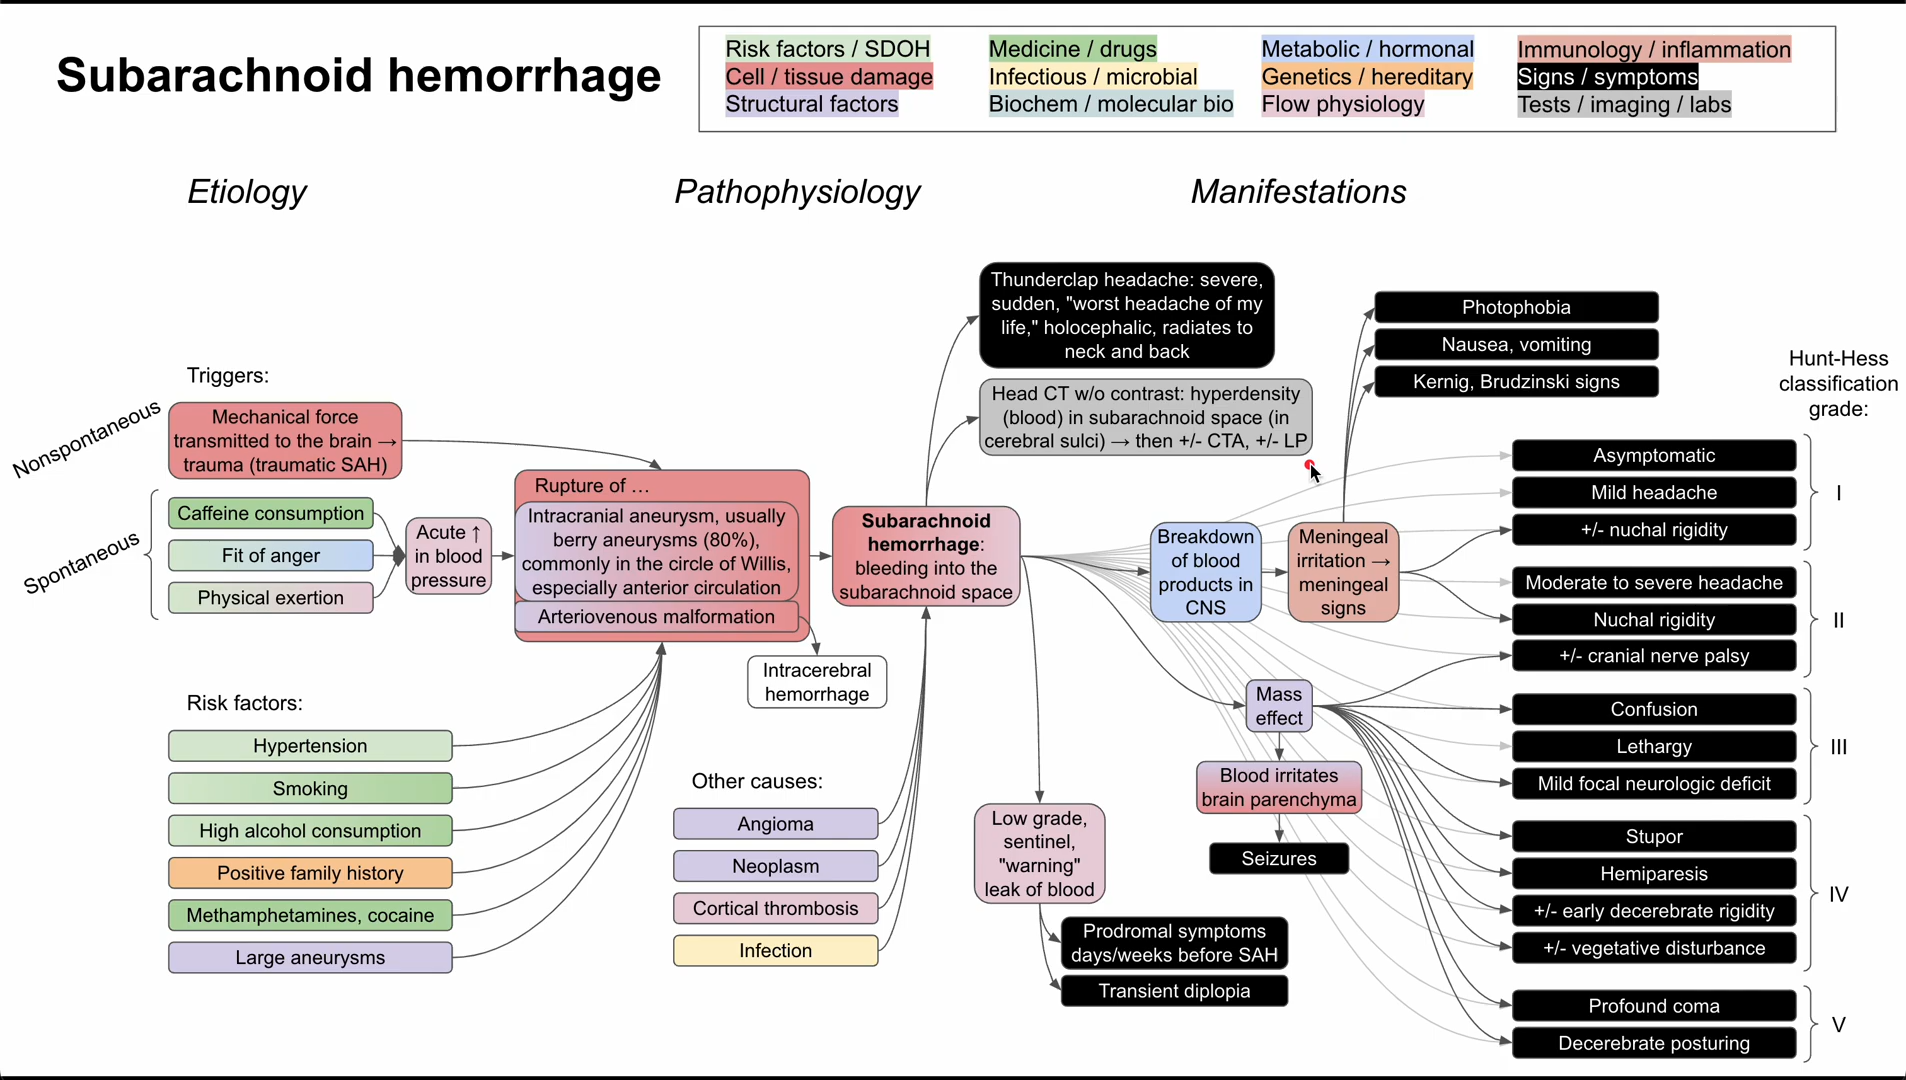 Subarachnoid hemorrhage
Risk factors / SDOH
Cell / tissue damage
Structural factors
Medicine / drugs
Infectious / microbial
Biochem / molecular bio
Metabolic / hormonal
Genetics / hereditary
Flow physiology
Immunology / inflammation
Signs / symptoms
Tests / imaging / labs
Etiology
Pathophysiology
Manifestations
Triggers:
Nonspontaneous
Mechanical force
transmitted to the brain →
trauma (traumatic SAH)
Spontaneous
Caffeine consumption
Fit of anger
Physical exertion
Acute ↑
in blood
pressure
Risk factors:
Hypertension
Smoking
High alcohol consumption
Positive family history
Methamphetamines, cocaine
Large aneurysms
Rupture of …
Intracranial aneurysm, usually
berry aneurysms (80%),
commonly in the circle of Willis,
especially anterior circulation
Arteriovenous malformation
Intracerebral
hemorrhage
Other causes:
Angioma
Neoplasm
Cortical thrombosis
Infection
Subarachnoid
hemorrhage:
bleeding into the
subarachnoid space
Thunderclap headache: severe,
sudden, "worst headache of my
life," holocephalic, radiates to
neck and back
Head CT w/o contrast: hyperdensity
(blood) in subarachnoid space (in
cerebral sulci) → then +/- CTA, +/- LP
Low grade,
sentinel,
"warning"
leak of blood
Prodromal symptoms
days/weeks before SAH
Transient diplopia
Breakdown
of blood
products in
CNS
Meningeal
irritation →
meningeal
signs
Mass
effect
Blood irritates
brain parenchyma
Seizures
Photophobia
Nausea, vomiting
Kernig, Brudzinski signs
Hunt-Hess
classification
grade:
Asymptomatic
Mild headache
+/- nuchal rigidity
I
Moderate to severe headache
Nuchal rigidity
+/- cranial nerve palsy
II
Confusion
Lethargy
Mild focal neurologic deficit
III
Stupor
Hemiparesis
+/- early decerebrate rigidity
+/- vegetative disturbance
IV
Profound coma
Decerebrate posturing
V